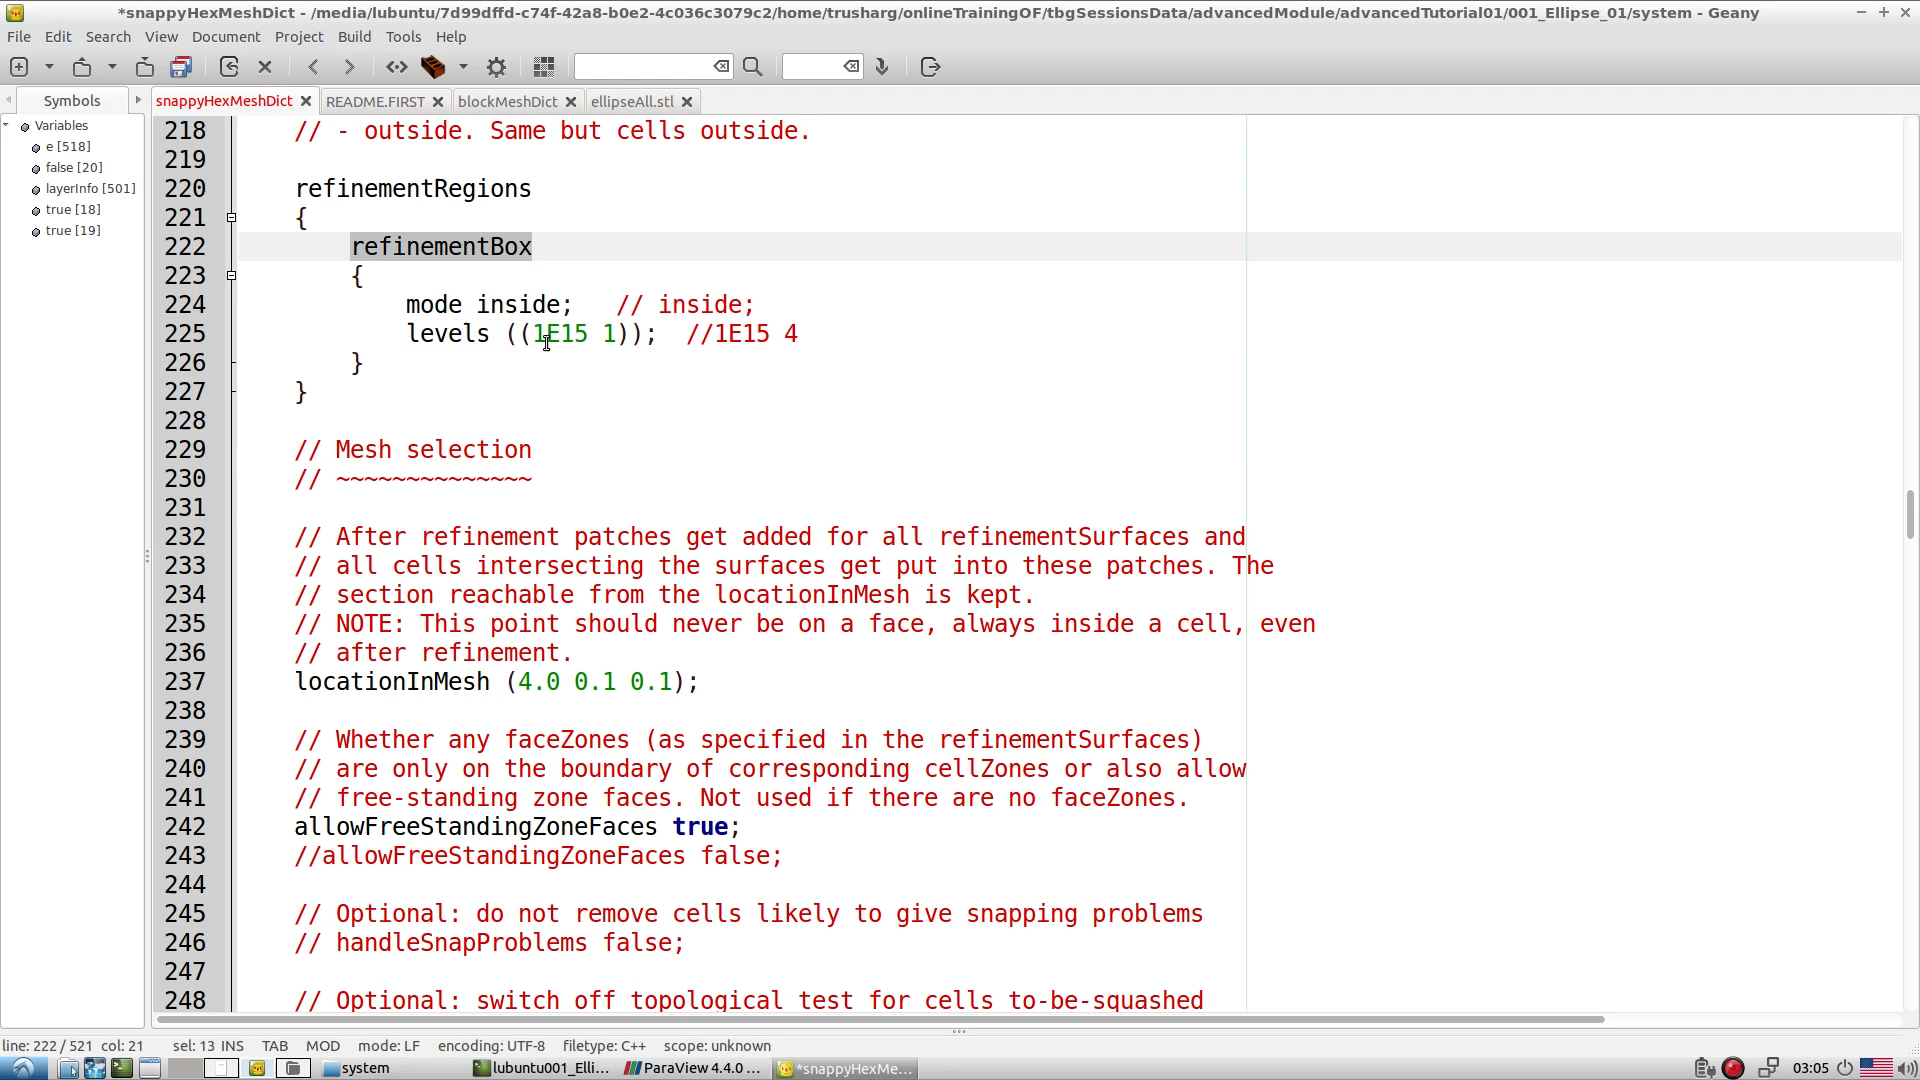 *snappyHexMeshDict - /media/lubuntu/7d99dffd-c74f-42a8-b0e2-4c036c3079c2/home/trusharg/onlineTrainingOF/tbgSessionsData/advancedModule/advancedTutorial01/001_Ellipse_01/system - Geany
File Edit Search View Document Project Build Tools Help
Symbols snappyHexMeshDict README.FIRST blockMeshDict ellipseAll.stl
Variables
e [518]
false [20]
layerInfo [501]
true [18]
true [19]
218 // - outside. Same but cells outside.
219
220 refinementRegions
221 {
222 refinementBox
223 {
224 mode inside; // inside;
225 levels ((1E15 1)); //1E15 4
226 }
227 }
228
229 // Mesh selection
230 // ~~~~~~~~~~~~~~
231
232 // After refinement patches get added for all refinementSurfaces and
233 // all cells intersecting the surfaces get put into these patches. The
234 // section reachable from the locationInMesh is kept.
235 // NOTE: This point should never be on a face, always inside a cell, even
236 // after refinement.
237 locationInMesh (4.0 0.1 0.1);
238
239 // Whether any faceZones (as specified in the refinementSurfaces)
240 // are only on the boundary of corresponding cellZones or also allow
241 // free-standing zone faces. Not used if there are no faceZones.
242 allowFreeStandingZoneFaces true;
243 //allowFreeStandingZoneFaces false;
244
245 // Optional: do not remove cells likely to give snapping problems
246 // handleSnapProblems false;
247
248 // Optional: switch off topological test for cells to-be-squashed
line: 222 / 521 col: 21 sel: 13 INS TAB MOD mode: LF encoding: UTF-8 filetype: C++ scope: unknown
system lubuntu001_Elli... ParaView 4.4.0 ... *snappyHexMe... 03:05